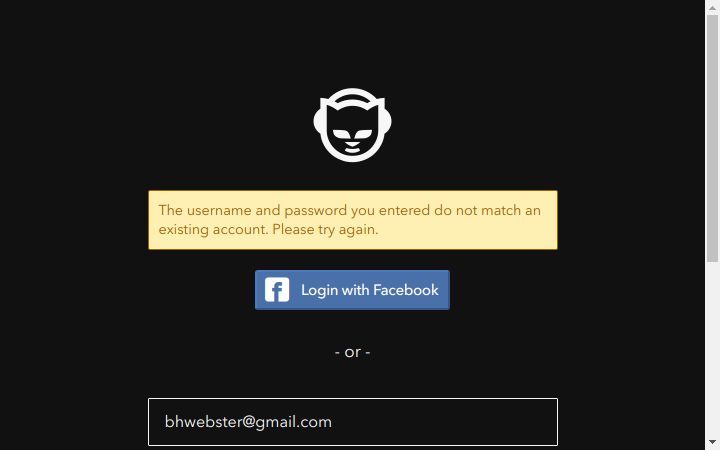 The username and password you entered do not match an
existing account. Please try again.
Login with Facebook
- or -
bhwebster@gmail.com